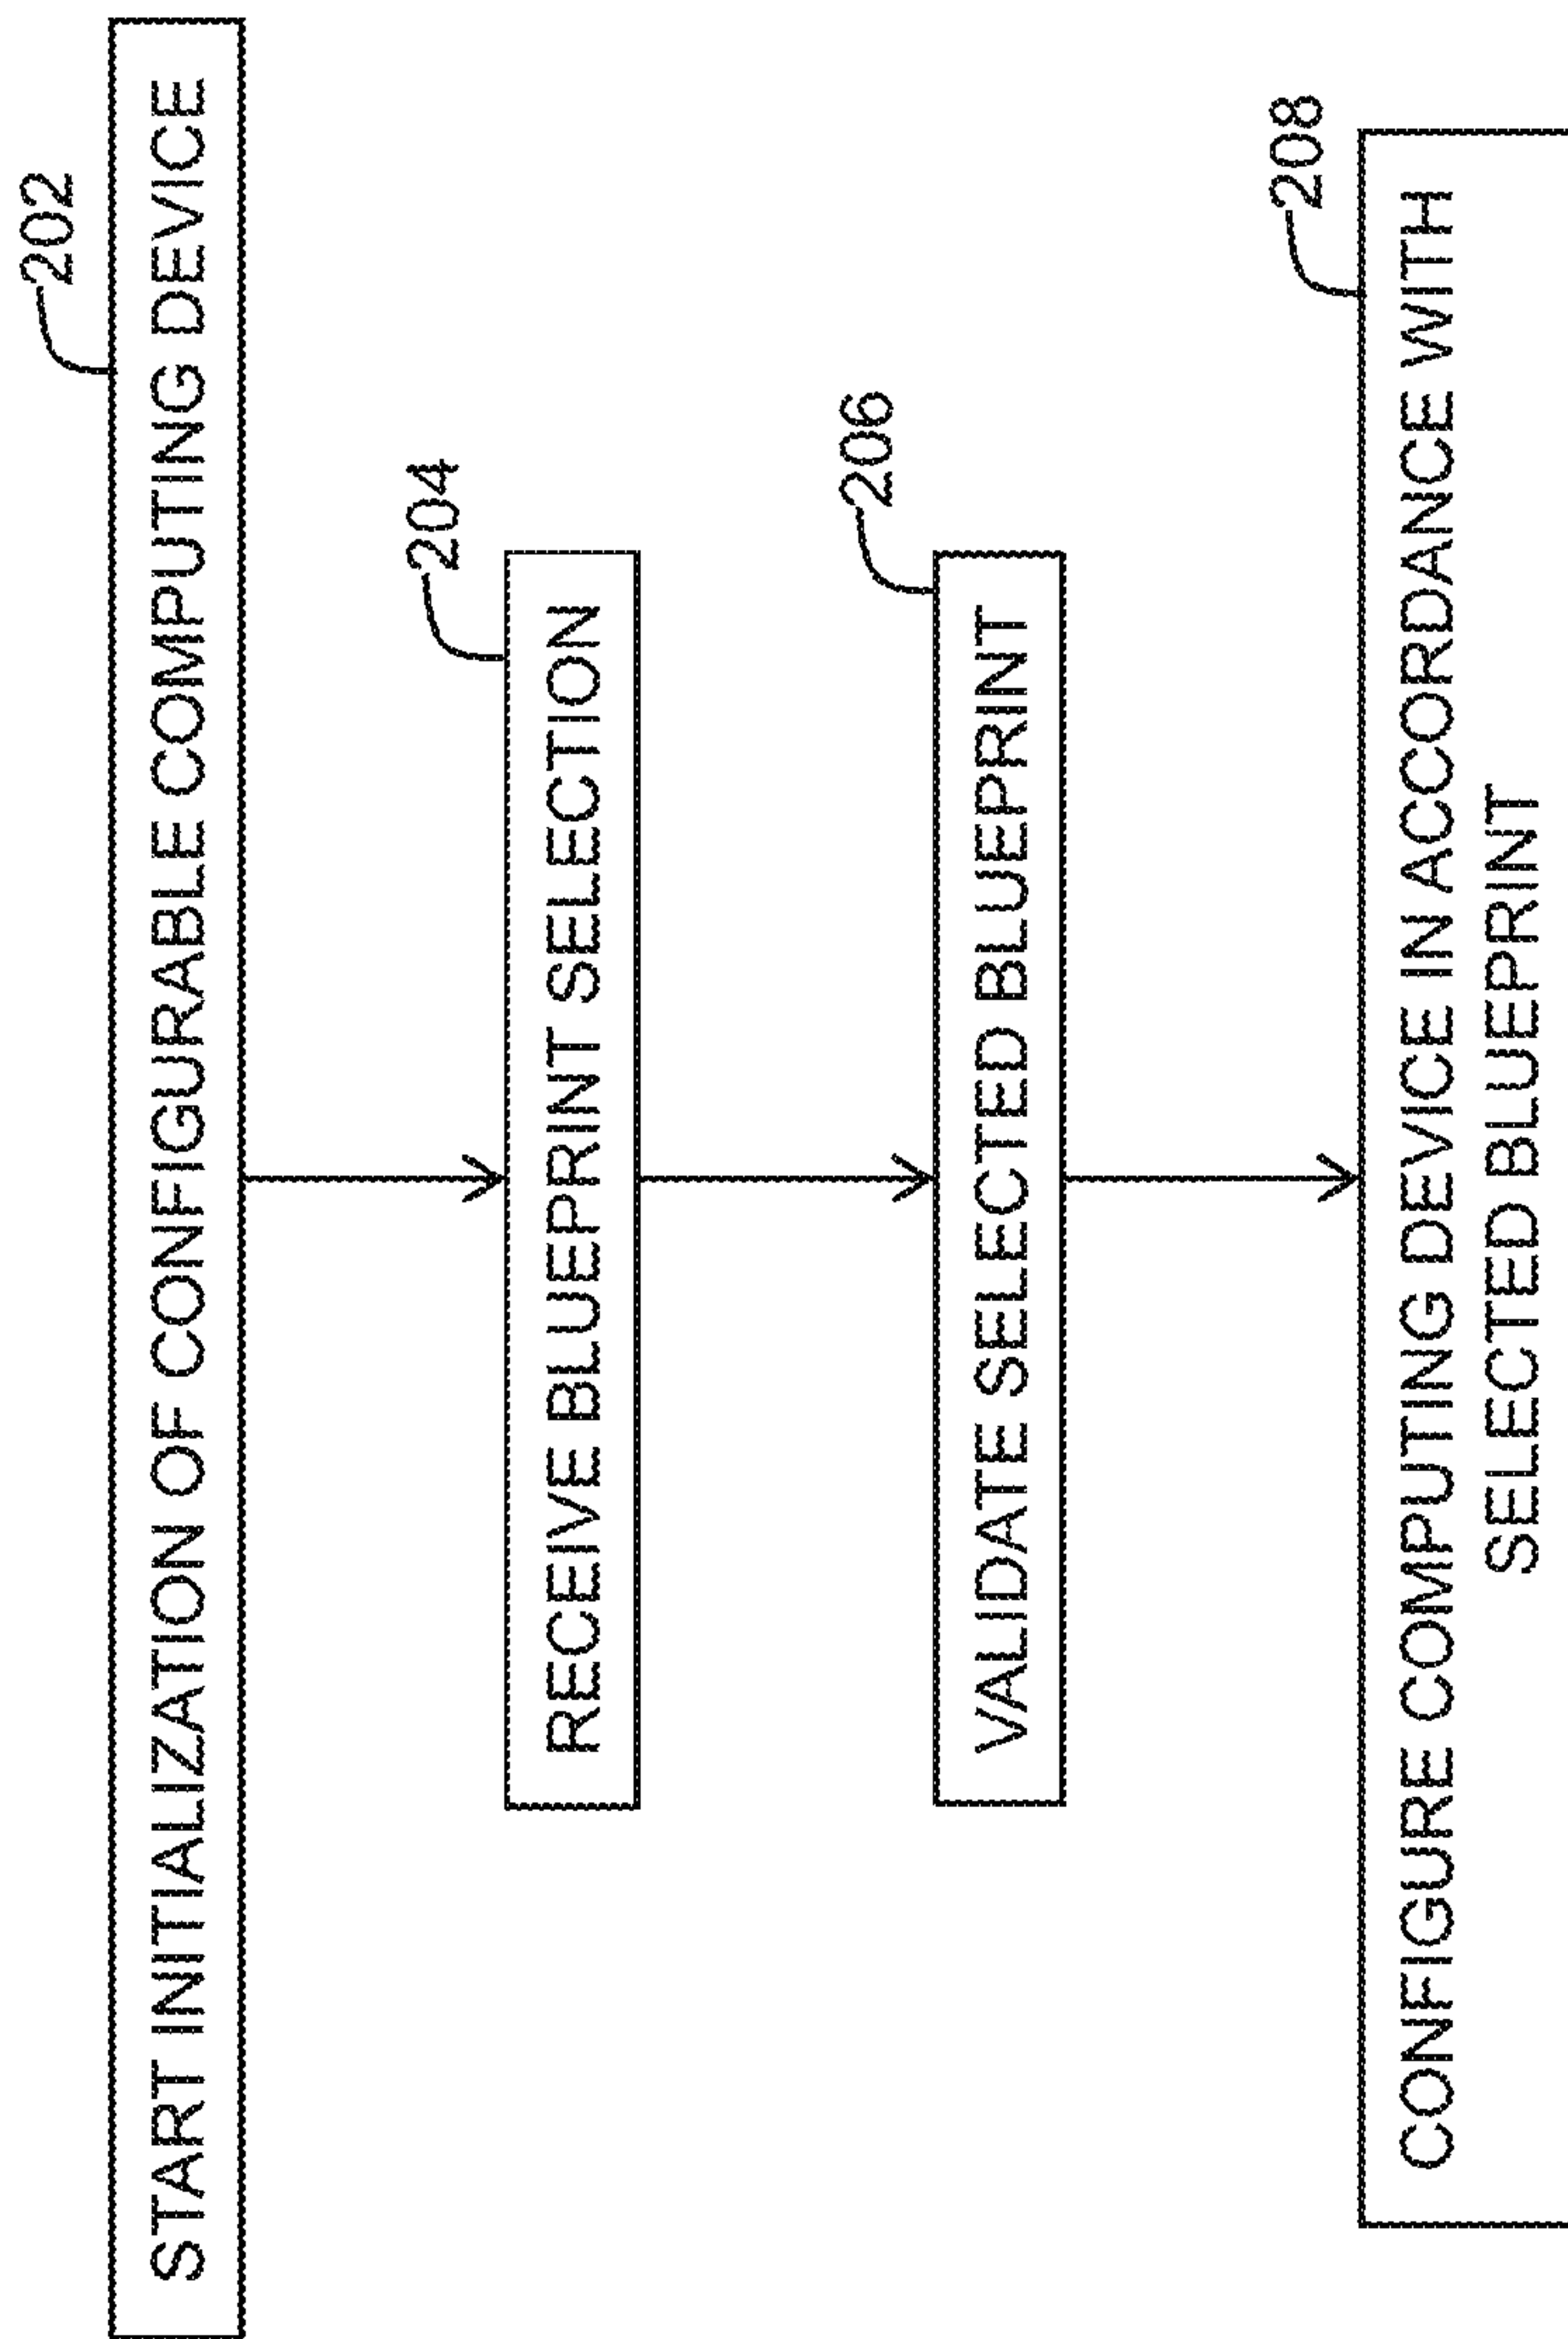 202
START INITIALIZATION OF CONFIGURABLE COMPUTING DEVICE
204
RECEIVE BLUEPRINT SELECTION
206
VALIDATE SELECTED BLUEPRINT
208
CONFIGURE COMPUTING DEVICE IN ACCORDANCE WITH
SELECTED BLUEPRINT